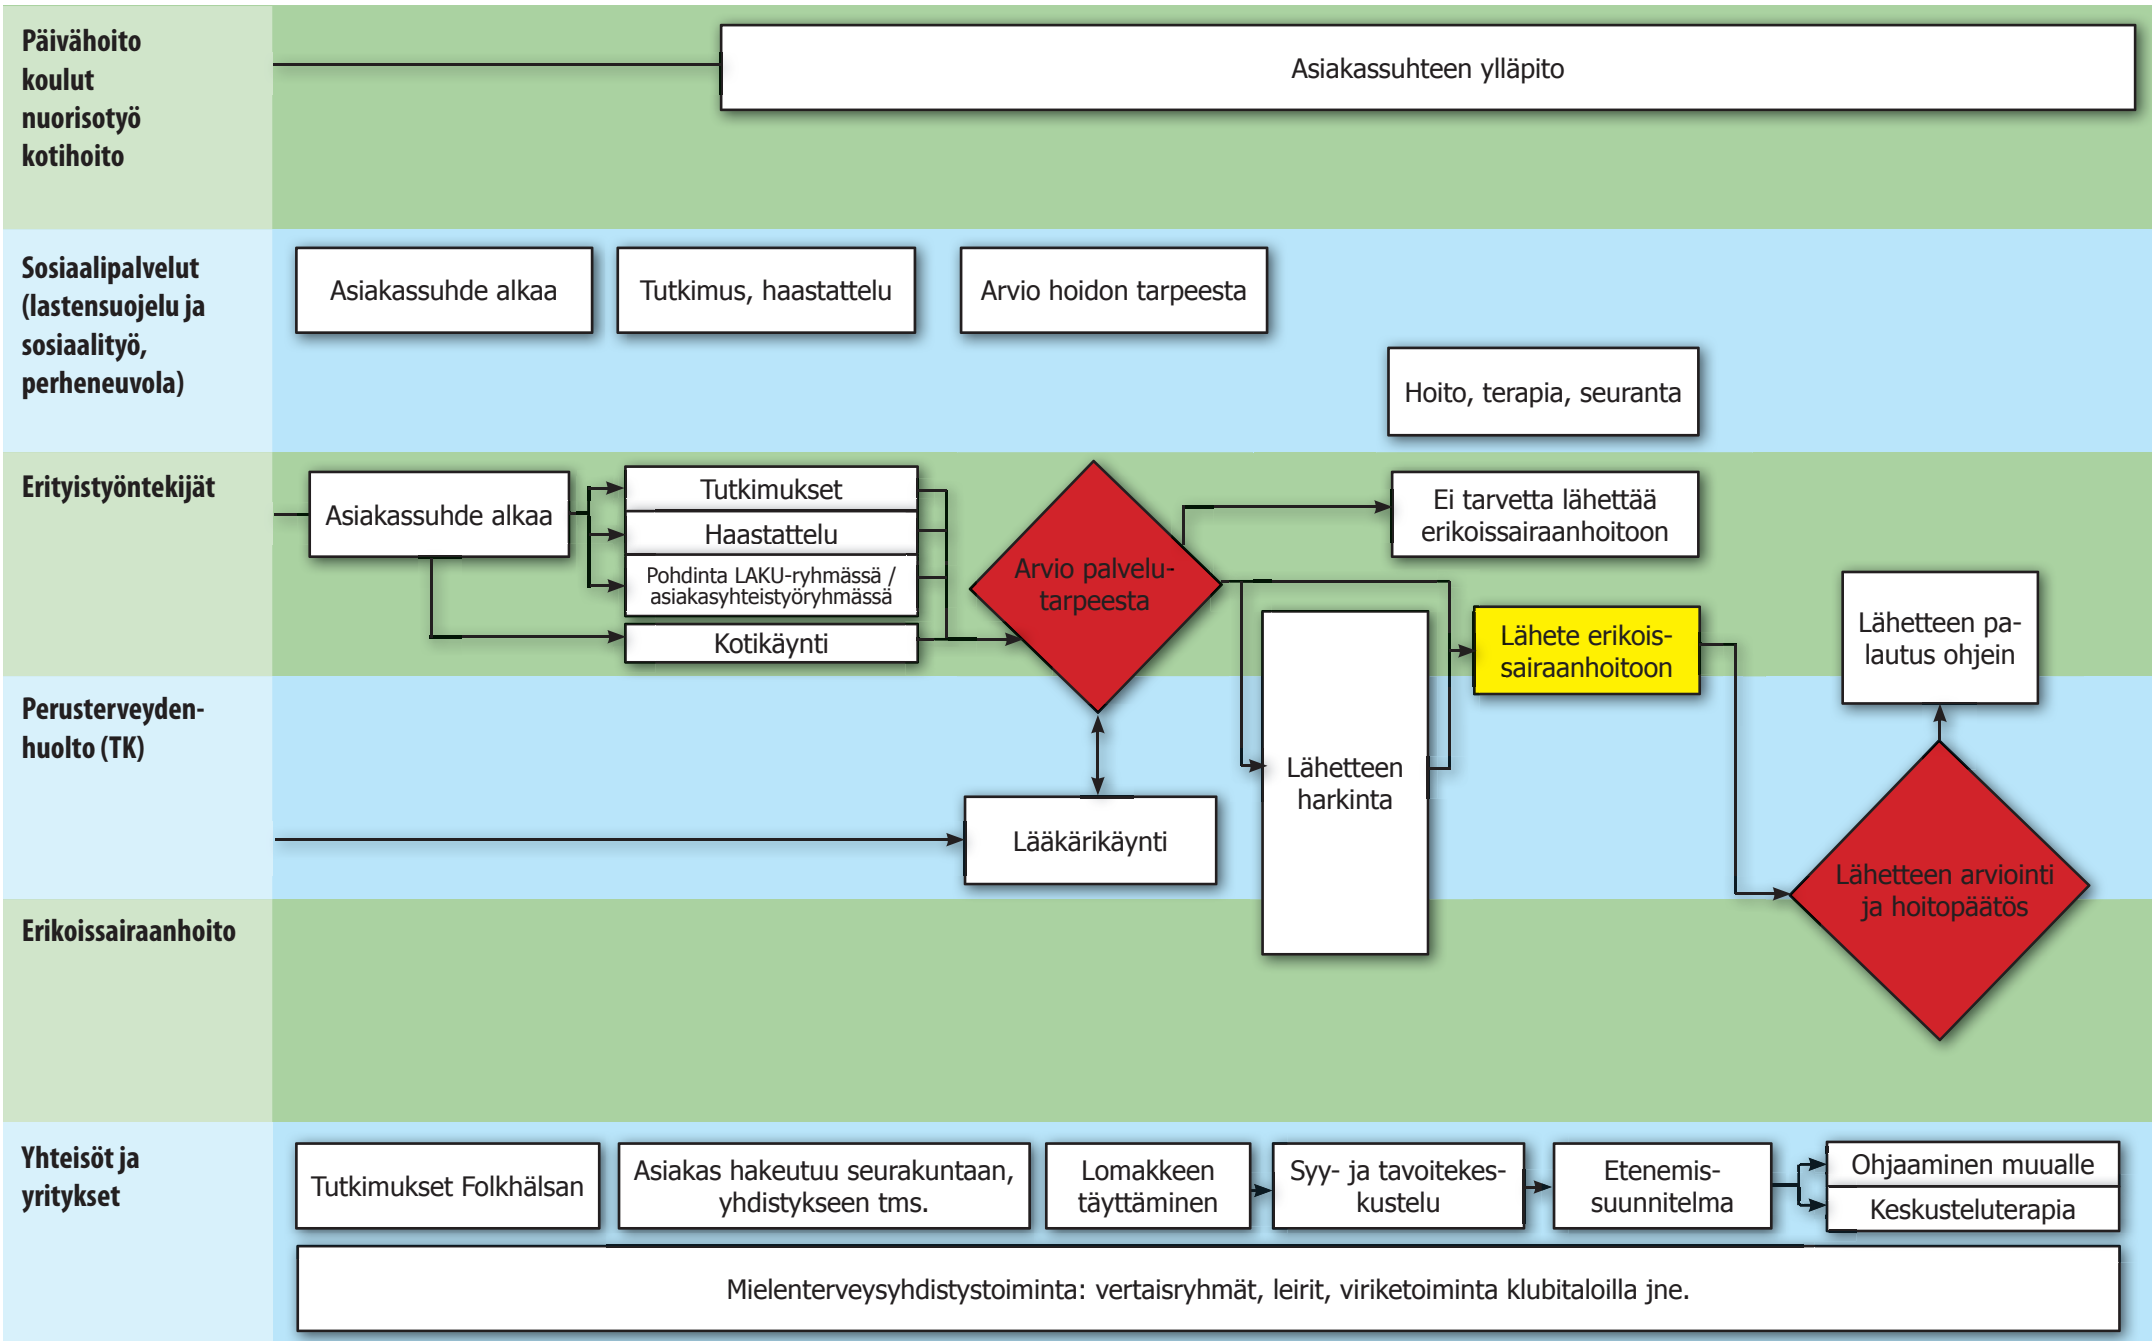 Päivähoito
koulut
nuorisotyö
kotihoito
Asiakassuhteen ylläpito
Sosiaalipalvelut
(lastensuojelu ja
sosiaalityö,
perheneuvola)
Asiakassuhde alkaa
Tutkimus, haastattelu
Arvio hoidon tarpeesta
Hoito, terapia, seuranta
Erityistyöntekijät
Asiakassuhde alkaa
Tutkimukset
Haastattelu
Pohdinta LAKU-ryhmässä /
asiakasyhteistyöryhmässä
Kotikäynti
Arvio palvelu-
tarpeesta
Ei tarvetta lähettää
erikoissairaanhoitoon
Lähete erikois-
sairaanhoitoon
Lähetteen pa-
lautus ohjein
Perusterveyden-
huolto (TK)
Lääkärikäynti
Lähetteen
harkinta
Lähetteen arviointi
ja hoitopäätös
Erikoissairaanhoito
Yhteisöt ja
yritykset
Tutkimukset Folkhälsan
Asiakas hakeutuu seurakuntaan,
yhdistykseen tms.
Lomakkeen
täyttäminen
Syy- ja tavoitekes-
kustelu
Etenemis-
suunnitelma
Ohjaaminen muualle
Keskusteluterapia
Mielenterveysyhdistystoiminta: vertaisryhmät, leirit, viriketoiminta klubitaloilla jne.